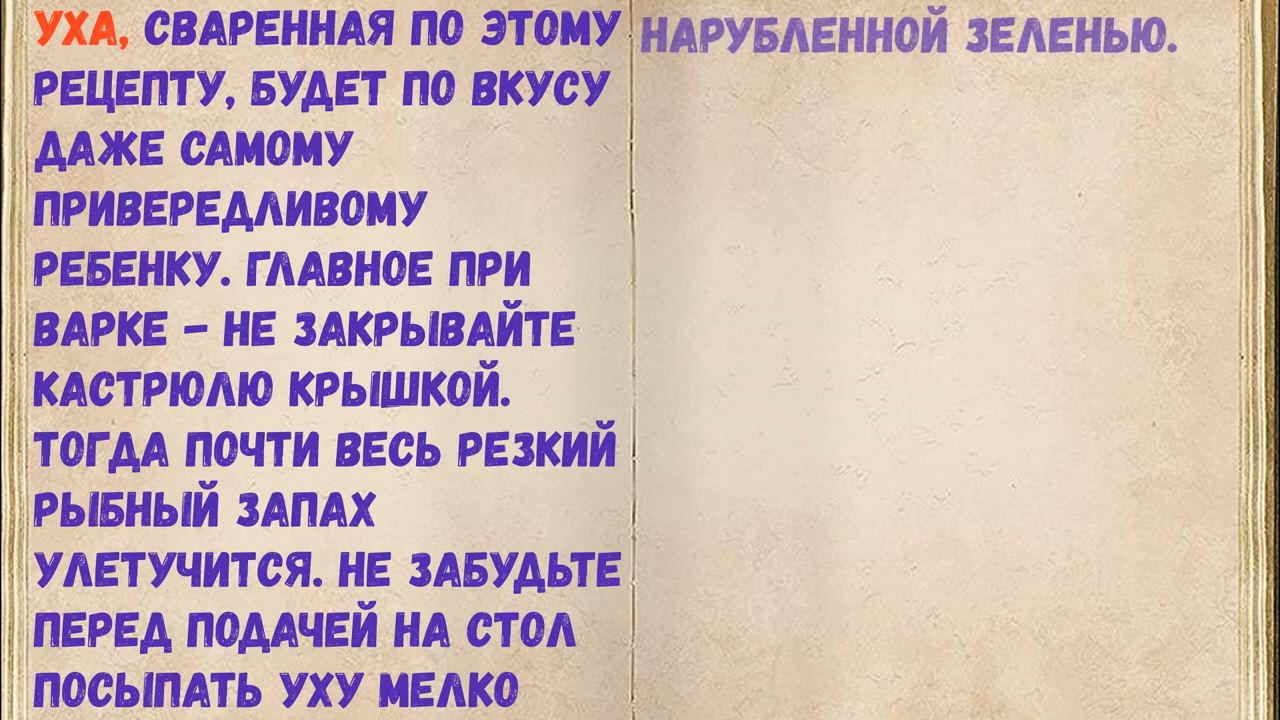 УХА, СВАРЕННАЯ ПО ЭТОМУ
РЕЦЕПТУ, БУДЕТ ПО ВКУСУ
ДАЖЕ САМОМУ
ПРИВЕРЕДЛИВОМУ
РЕБЕНКУ. ГЛАВНОЕ ПРИ
ВАРКЕ – НЕ ЗАКРЫВАЙТЕ
КАСТРЮЛЮ КРЫШКОЙ.
ТОГДА ПОЧТИ ВЕСЬ РЕЗКИЙ
РЫБНЫЙ ЗАПАХ
УЛЕТУЧИТСЯ. НЕ ЗАБУДЬТЕ
ПЕРЕД ПОДАЧЕЙ НА СТОЛ
ПОСЫПАТЬ УХУ МЕЛКО
НАРУБЛЕННОЙ ЗЕЛЕНЬЮ.